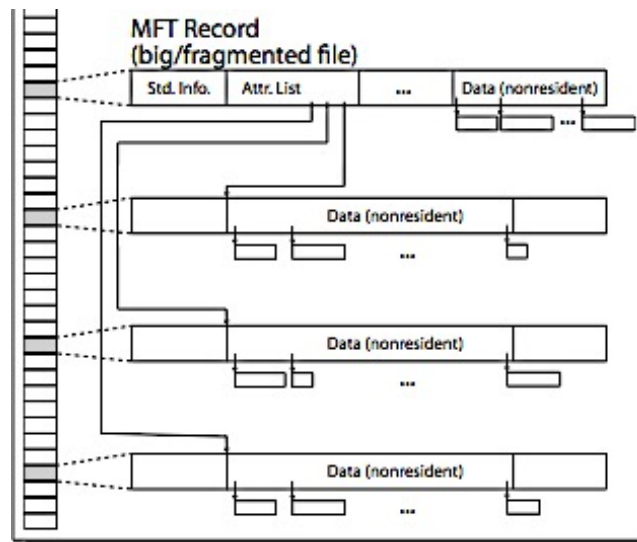 MFT Record
(big/fragmented file)
Std. Info. Attr. List ... Data (nonresident)
...
Data (nonresident)
...
Data (nonresident)
...
Data (nonresident)
...